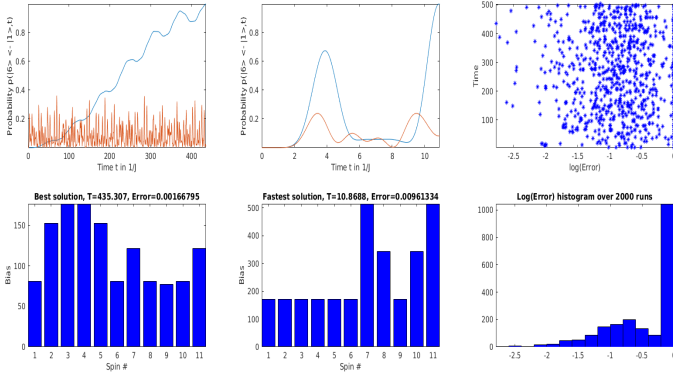 Probability p(|6> <- |1>,t)
0.8
0.6
0.4
0.2
0
100
200
300
400
Time t in 1/J
Probability p(|6> <- |1>,t)
0.8
0.6
0.4
0.2
0
2
4
6
8
10
Time t in 1/J
Time
500
400
300
200
100
-2.5
-2
-1.5
-1
-0.5
0
log(Error)
Best solution, T=435.307, Error=0.00166795
Bias
150
100
50
0
1 2 3 4 5 6 7 8 9 10 11
Spin #
Fastest solution, T=10.8688, Error=0.00961334
Bias
500
400
300
200
100
0
1 2 3 4 5 6 7 8 9 10 11
Spin #
Log(Error) histogram over 2000 runs
1000
800
600
400
200
0
-2.5 -2 -1.5 -1 -0.5 0
log(Error)